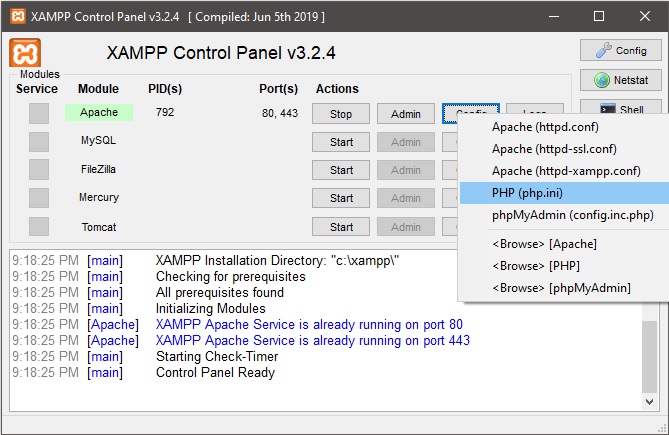 XAMPP Control Panel v3.2.4 [ Compiled: Jun 5th 2019 ]
XAMPP Control Panel v3.2.4
Config
Modules
Service Module PID(s) Port(s) Actions
Netstat
Apache 792 80, 443 Stop Admin Config Logs
Shell
MySQL Start Admin
FileZilla Start Admin
Mercury Start Admin
Tomcat Start Admin
Apache (httpd.conf)
Apache (httpd-ssl.conf)
Apache (httpd-xampp.conf)
PHP (php.ini)
phpMyAdmin (config.inc.php)
<Browse> [Apache]
<Browse> [PHP]
<Browse> [phpMyAdmin]
9:18:25 PM [main] XAMPP Installation Directory: "c:\xampp\"
9:18:25 PM [main] Checking for prerequisites
9:18:25 PM [main] All prerequisites found
9:18:25 PM [main] Initializing Modules
9:18:25 PM [Apache] XAMPP Apache Service is already running on port 80
9:18:25 PM [Apache] XAMPP Apache Service is already running on port 443
9:18:25 PM [main] Starting Check-Timer
9:18:25 PM [main] Control Panel Ready